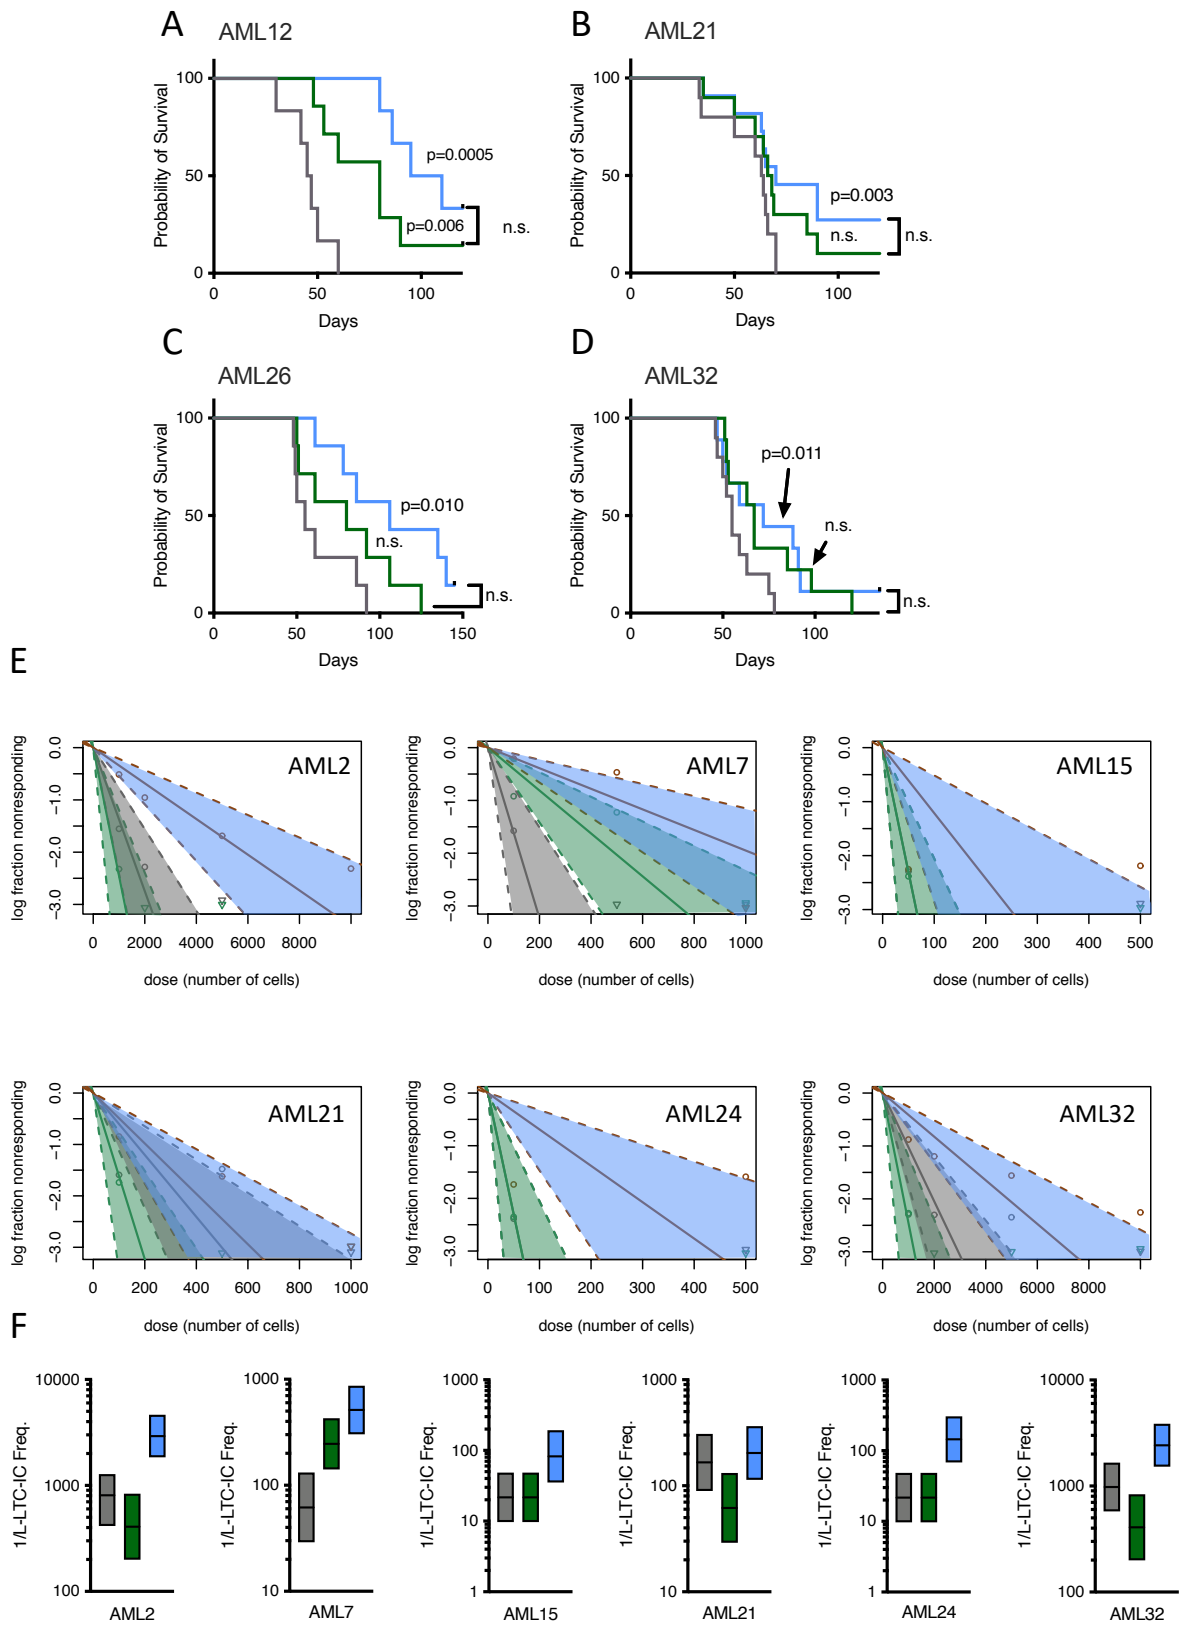 A
AML12
Probability of Survival
100
50
0
0
50
100
Days
p=0.0005
p=0.006
n.s.
B
AML21
Probability of Survival
100
50
0
0
50
100
Days
p=0.003
n.s.
n.s.
C
AML26
Probability of Survival
100
50
0
0
50
100
150
Days
p=0.010
n.s.
n.s.
D
AML32
Probability of Survival
100
50
0
0
50
100
Days
p=0.011
n.s.
n.s.
E
AML2
log fraction nonresponding
0.0
−1.0
−2.0
−3.0
0 2000 4000 6000 8000
dose (number of cells)
AML7
log fraction nonresponding
0.0
−1.0
−2.0
−3.0
0 200 400 600 800 1000
dose (number of cells)
AML15
log fraction nonresponding
0.0
−1.0
−2.0
−3.0
0 100 200 300 400 500
dose (number of cells)
AML21
log fraction nonresponding
0.0
−1.0
−2.0
−3.0
0 200 400 600 800 1000
dose (number of cells)
AML24
log fraction nonresponding
0.0
−1.0
−2.0
−3.0
0 100 200 300 400 500
dose (number of cells)
AML32
log fraction nonresponding
0.0
−1.0
−2.0
−3.0
0 2000 4000 6000 8000
dose (number of cells)
F
1/L-LTC-IC Freq.
10000
1000
100
AML2
1/L-LTC-IC Freq.
1000
100
10
AML7
1/L-LTC-IC Freq.
1000
100
10
1
AML15
1/L-LTC-IC Freq.
1000
100
10
AML21
1/L-LTC-IC Freq.
1000
100
10
1
AML24
1/L-LTC-IC Freq.
10000
1000
100
AML32